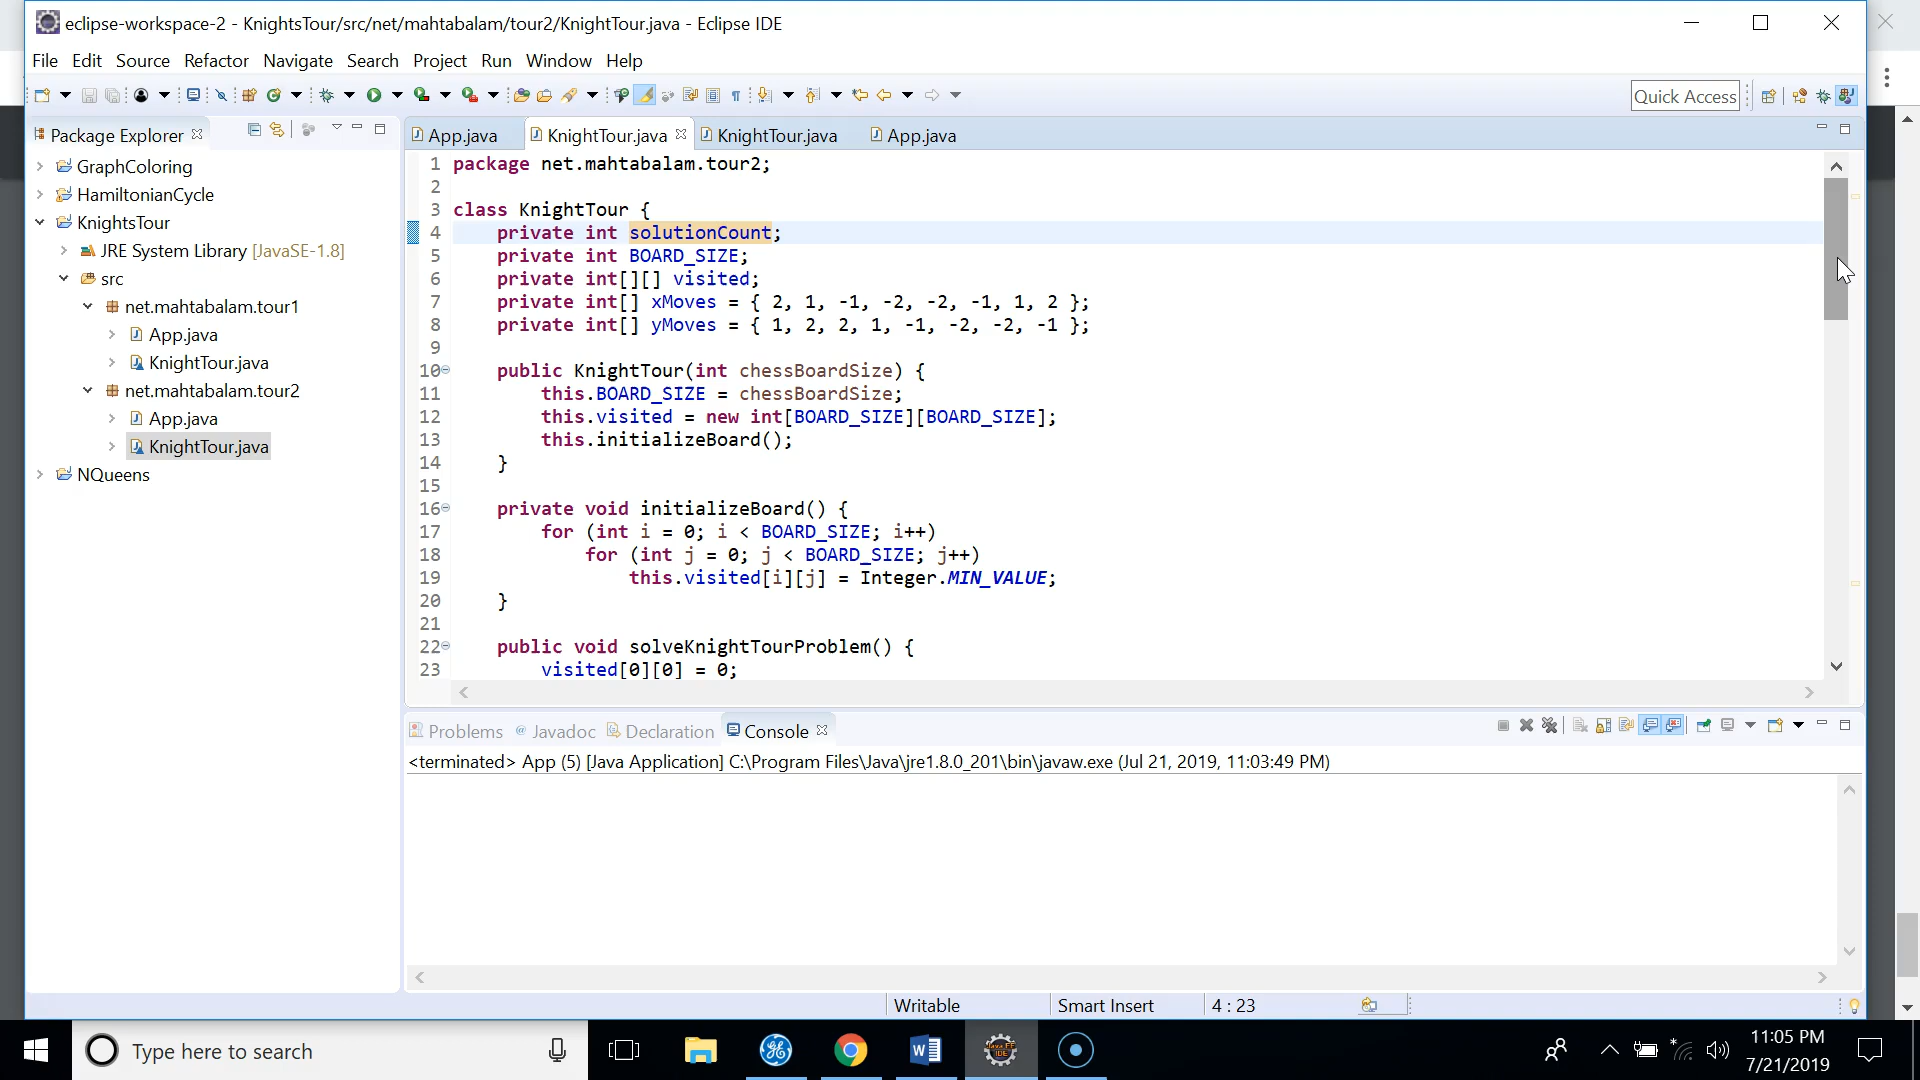 eclipse-workspace-2 - KnightsTour/src/net/mahtabalam/tour2/KnightTour.java - Eclipse IDE
File Edit Source Refactor Navigate Search Project Run Window Help
Quick Access
Package Explorer
GraphColoring
HamiltonianCycle
KnightsTour
JRE System Library [JavaSE-1.8]
src
net.mahtabalam.tour1
App.java
KnightTour.java
net.mahtabalam.tour2
App.java
KnightTour.java
NQueens
App.java KnightTour.java KnightTour.java App.java
1 package net.mahtabalam.tour2;
2
3 class KnightTour {
4 private int solutionCount;
5 private int BOARD_SIZE;
6 private int[][] visited;
7 private int[] xMoves = { 2, 1, -1, -2, -2, -1, 1, 2 };
8 private int[] yMoves = { 1, 2, 2, 1, -1, -2, -2, -1 };
9
10 public KnightTour(int chessBoardSize) {
11 this.BOARD_SIZE = chessBoardSize;
12 this.visited = new int[BOARD_SIZE][BOARD_SIZE];
13 this.initializeBoard();
14 }
15
16 private void initializeBoard() {
17 for (int i = 0; i < BOARD_SIZE; i++)
18 for (int j = 0; j < BOARD_SIZE; j++)
19 this.visited[i][j] = Integer.MIN_VALUE;
20 }
21
22 public void solveKnightTourProblem() {
23 visited[0][0] = 0;
Problems Javadoc Declaration Console
<terminated> App (5) [Java Application] C:\Program Files\Java\jre1.8.0_201\bin\javaw.exe (Jul 21, 2019, 11:03:49 PM)
Writable Smart Insert 4 : 23
Type here to search
11:05 PM
7/21/2019